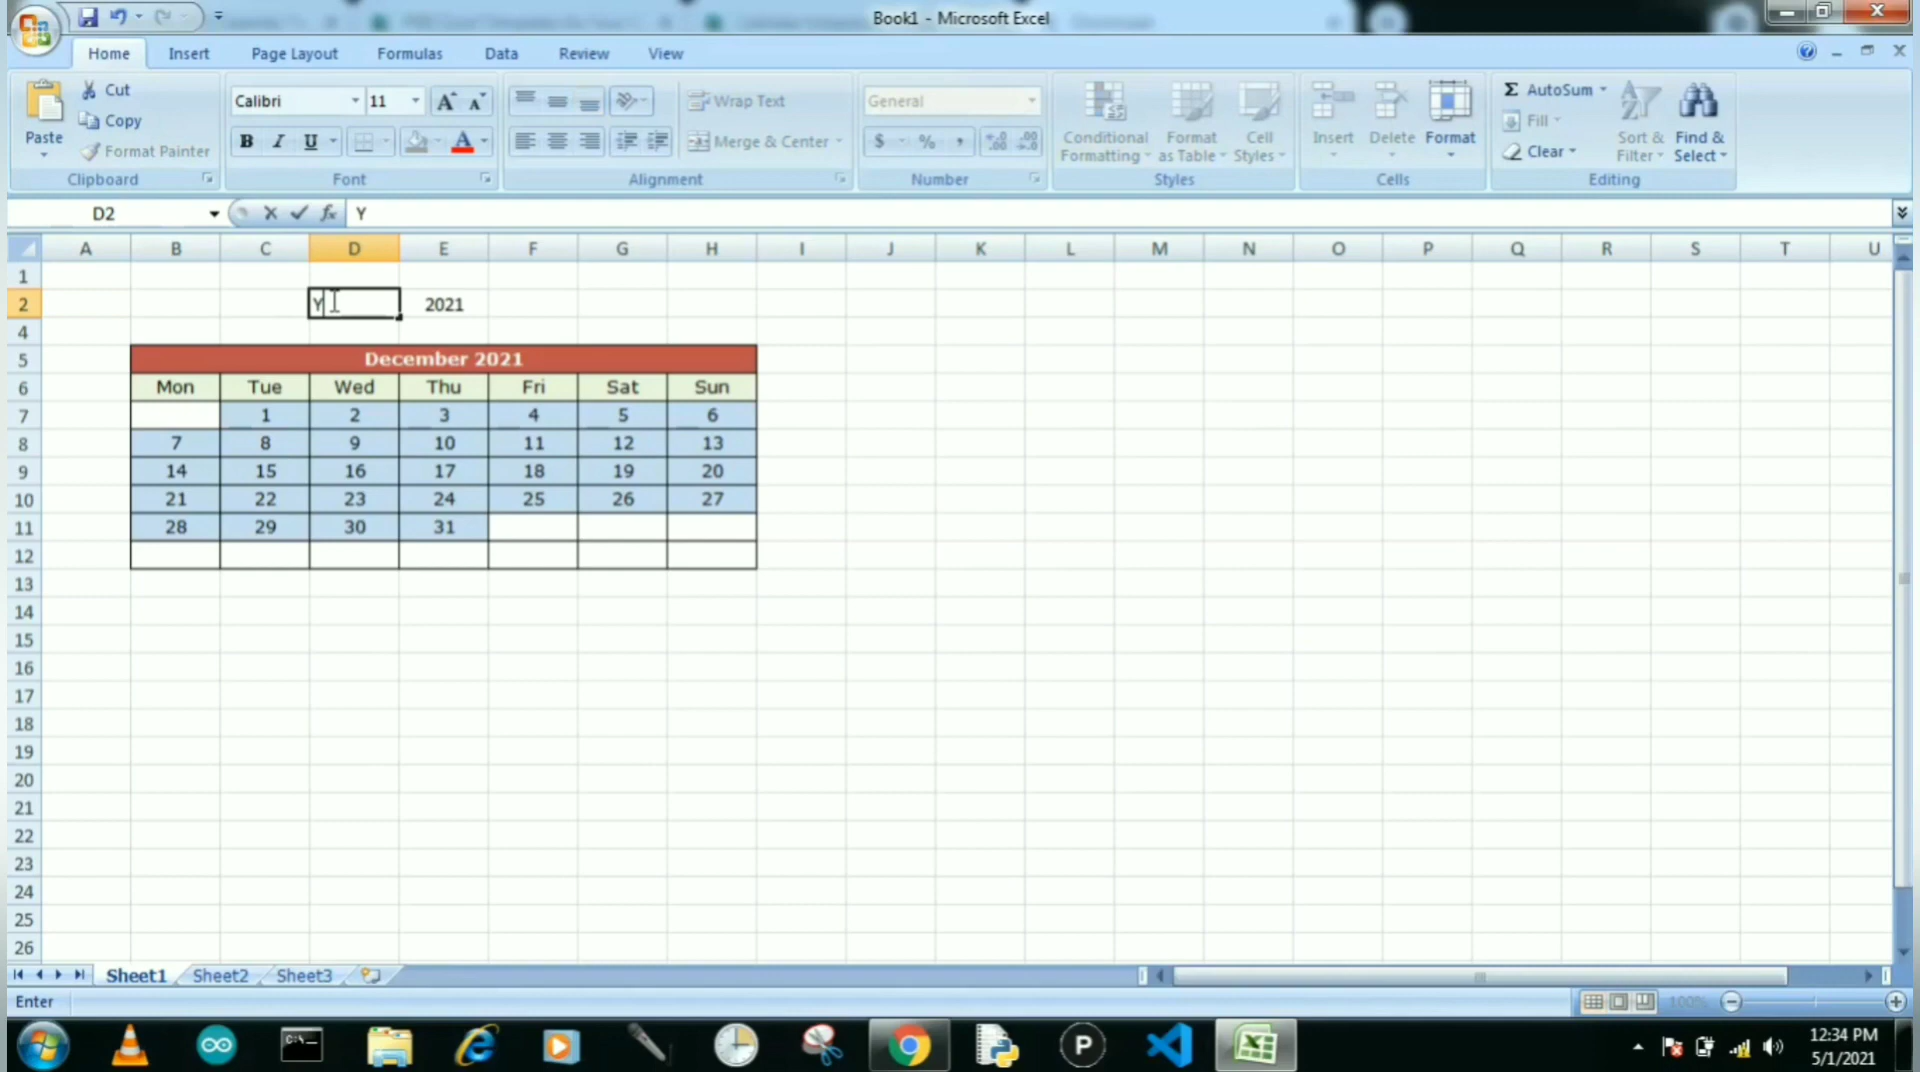 Book1 - Microsoft Excel
Home Insert Page Layout Formulas Data Review View
Paste Cut Copy Format Painter Clipboard
Calibri 11 B I U Font
Wrap Text Merge & Center Alignment
General $ % , Number
Conditional Formatting Format as Table Cell Styles Styles
Insert Delete Format Cells
Σ AutoSum Fill Clear Sort & Filter Find & Select Editing
D2 fx Y
A B C D E F G H I J K L M N O P Q R S T U
1
2 Y 2021
4
5 December 2021
6 Mon Tue Wed Thu Fri Sat Sun
7 1 2 3 4 5 6
8 7 8 9 10 11 12 13
9 14 15 16 17 18 19 20
10 21 22 23 24 25 26 27
11 28 29 30 31
12
13
14
15
16
17
18
19
20
21
22
23
24
25
26
Sheet1 Sheet2 Sheet3
Enter 100%
12:34 PM
5/1/2021